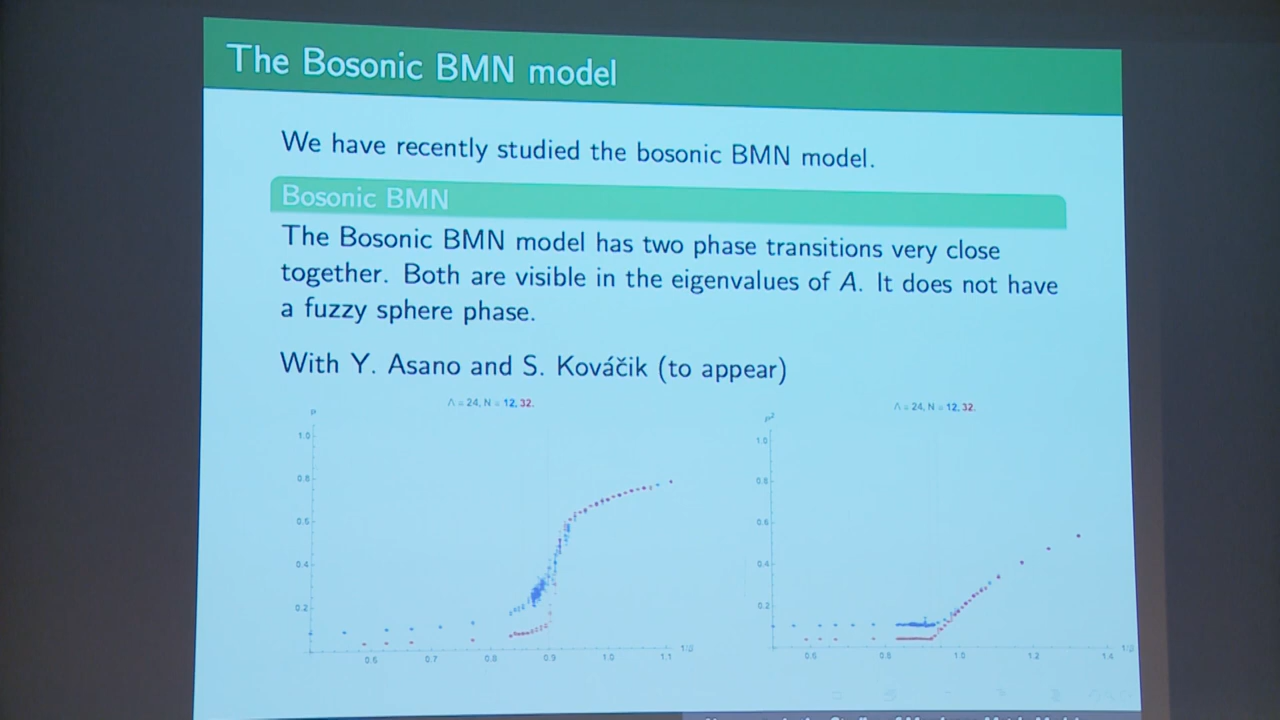 The Bosonic BMN model
We have recently studied the bosonic BMN model.
Bosonic BMN
The Bosonic BMN model has two phase transitions very close
together. Both are visible in the eigenvalues of A. It does not have
a fuzzy sphere phase.
With Y. Asano and S. Kováčik (to appear)
Λ = 24, N = 12, 32.
P
1.0
0.8
0.6
0.4
0.2
0.6 0.7 0.8 0.9 1.0 1.1
1/β
Λ = 24, N = 12, 32.
P²
1.0
0.8
0.6
0.4
0.2
0.6 0.8 1.0 1.2 1.4
1/β